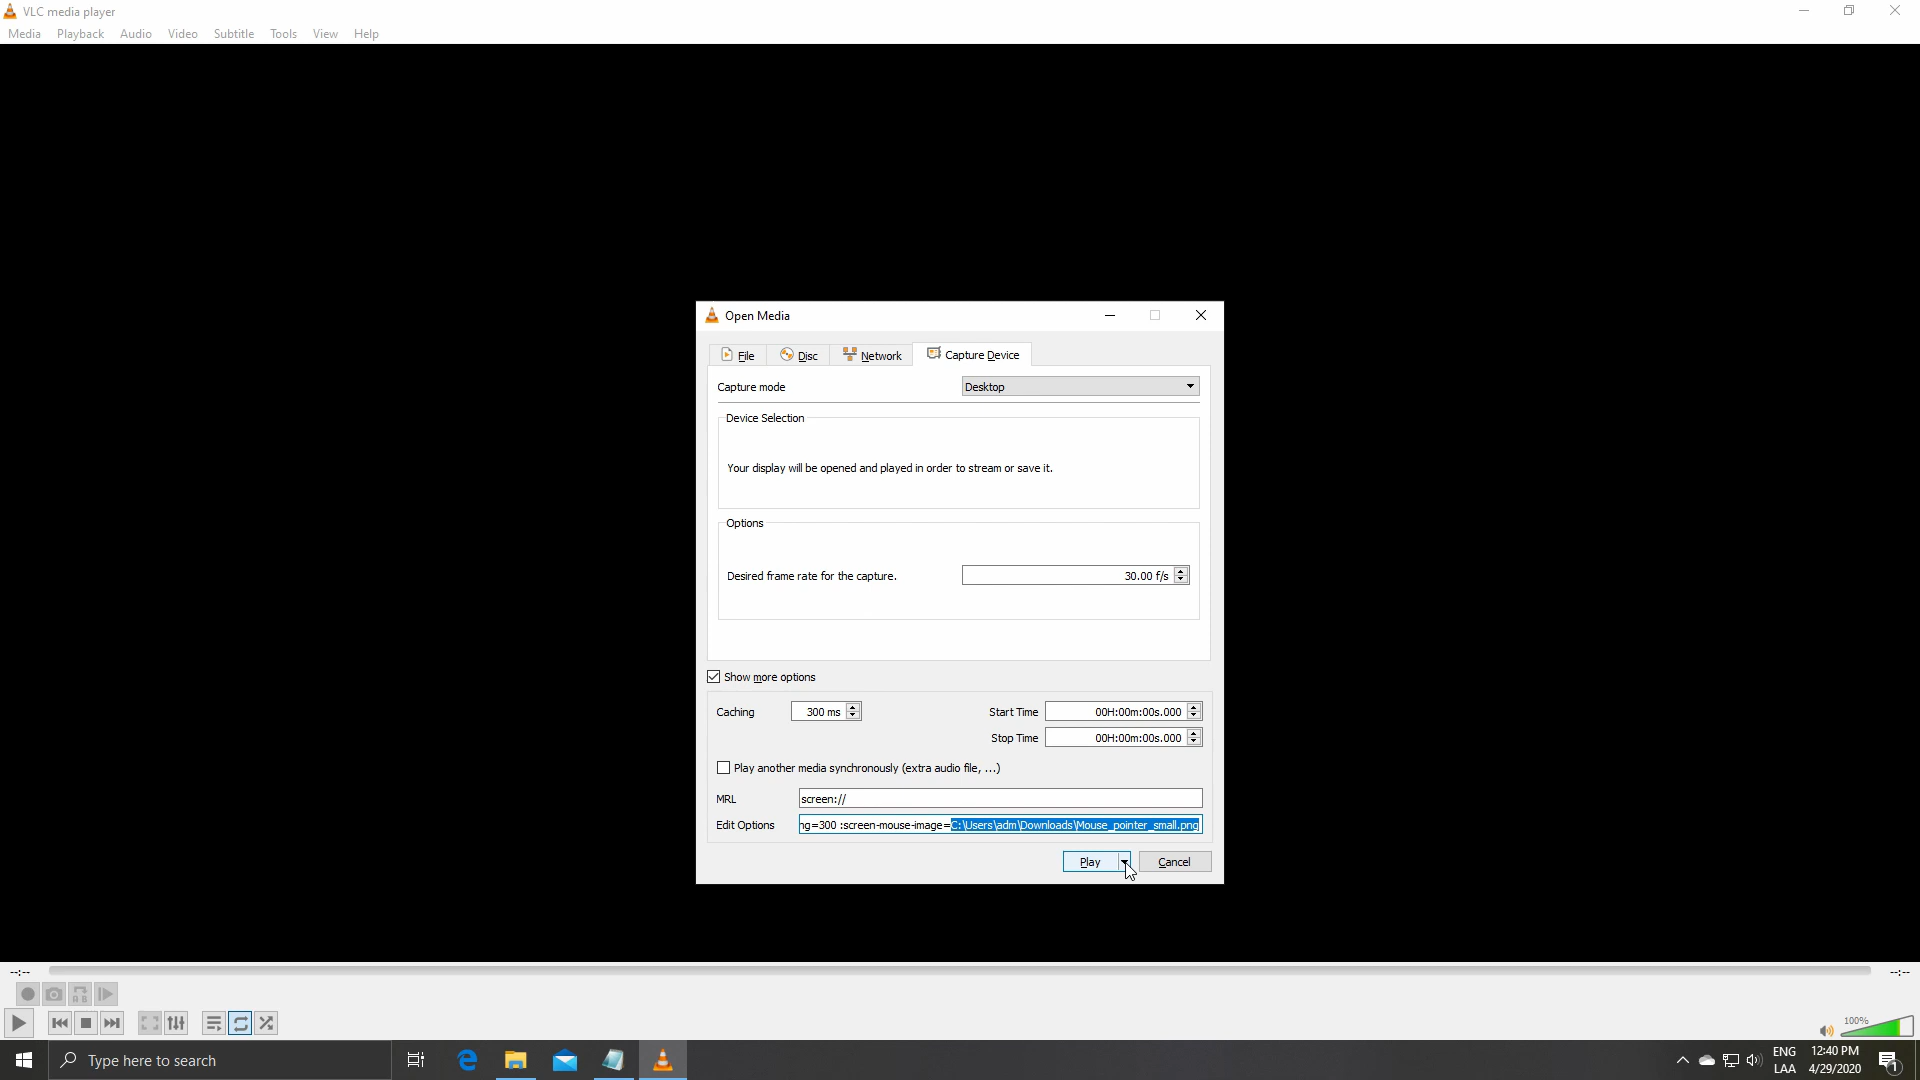 VLC media player
Media Playback Audio Video Subtitle Tools View Help
Open Media
File Disc Network Capture Device
Capture mode Desktop
Device Selection
Your display will be opened and played in order to stream or save it.
Options
Desired frame rate for the capture. 30.00 f/s
Show more options
Caching 300 ms Start Time 00H:00m:00s.000
Stop Time 00H:00m:00s.000
Play another media synchronously (extra audio file, ...)
MRL screen://
Edit Options ng=300 :screen-mouse-image=C:\Users\adm\Downloads\Mouse_pointer_small.png
Play Cancel
--:-- --:--
100%
Type here to search
ENG 12:40 PM
LAA 4/29/2020
1